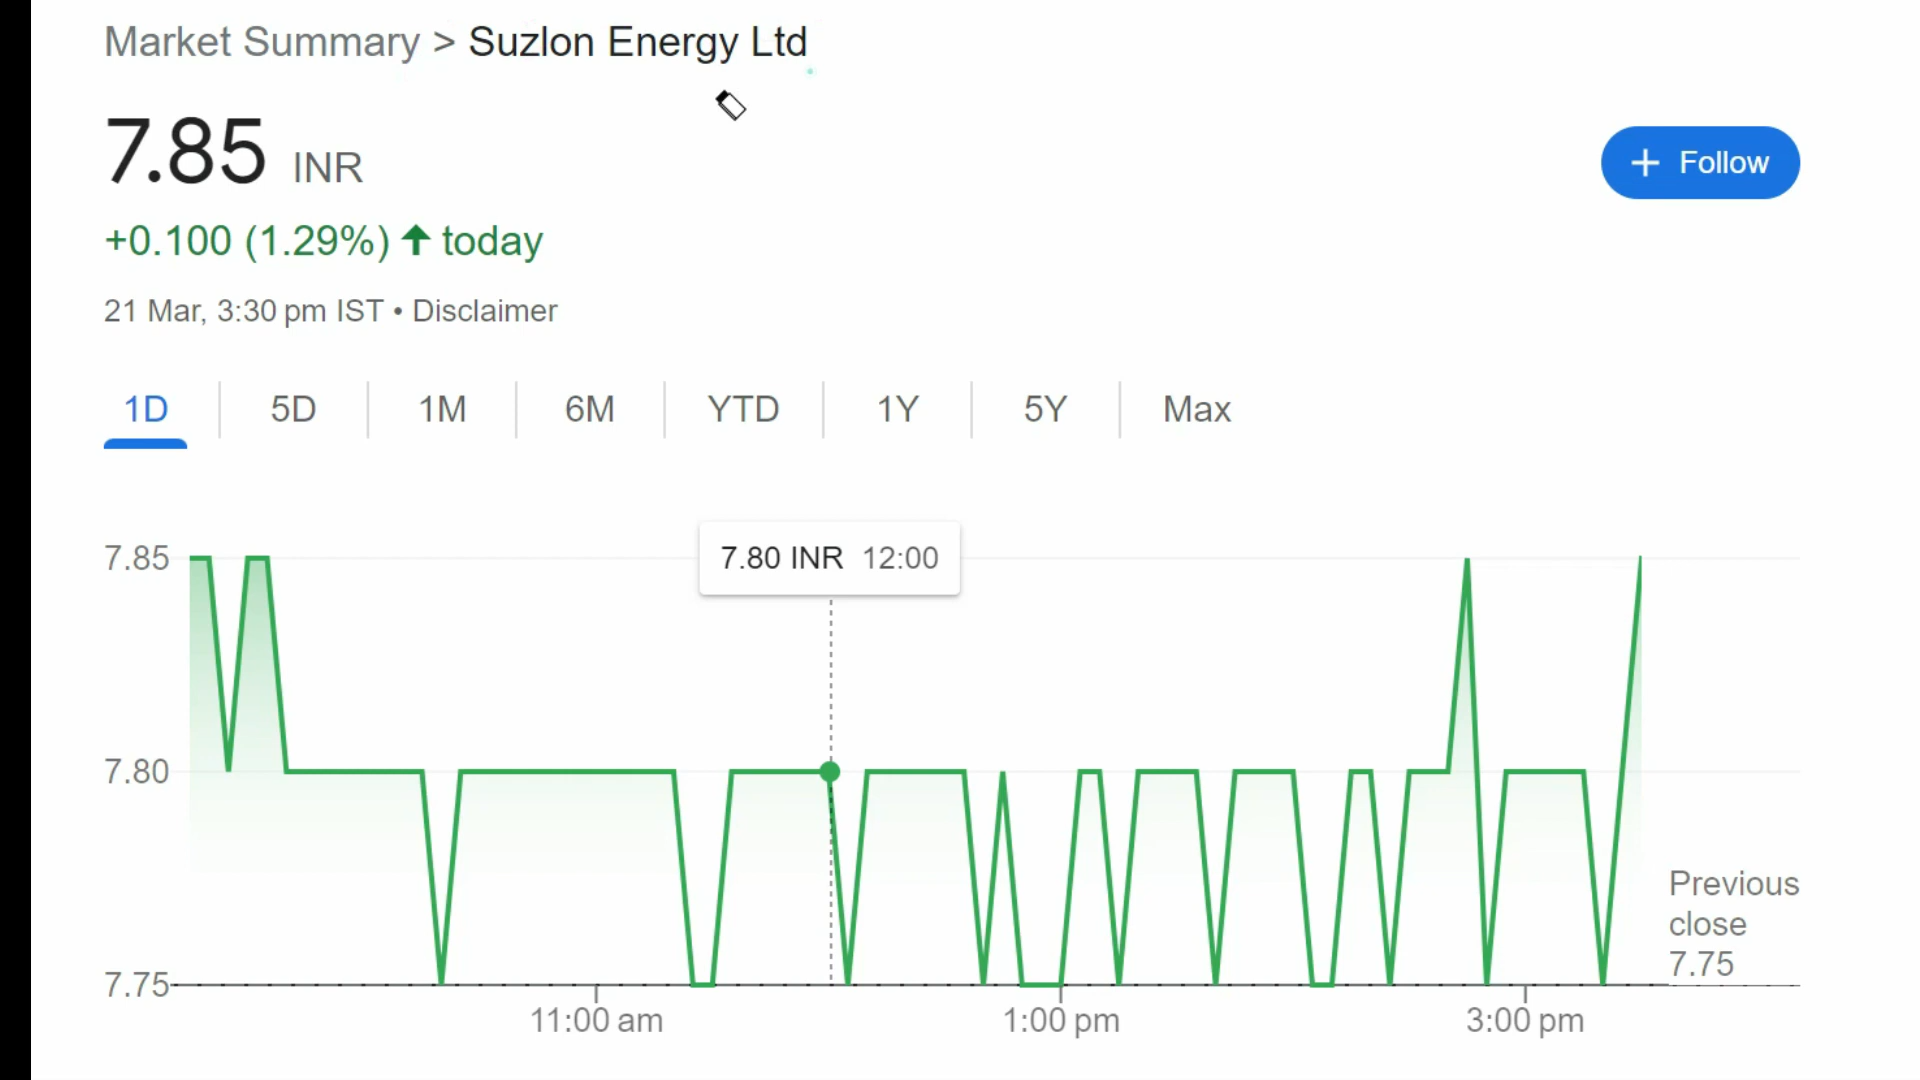 Market Summary > Suzlon Energy Ltd
7.85 INR
+ Follow
+0.100 (1.29%) ↑ today
21 Mar, 3:30 pm IST • Disclaimer
1D 5D 1M 6M YTD 1Y 5Y Max
7.85
7.80 INR 12:00
7.80
Previous
close
7.75
7.75
11:00 am 1:00 pm 3:00 pm